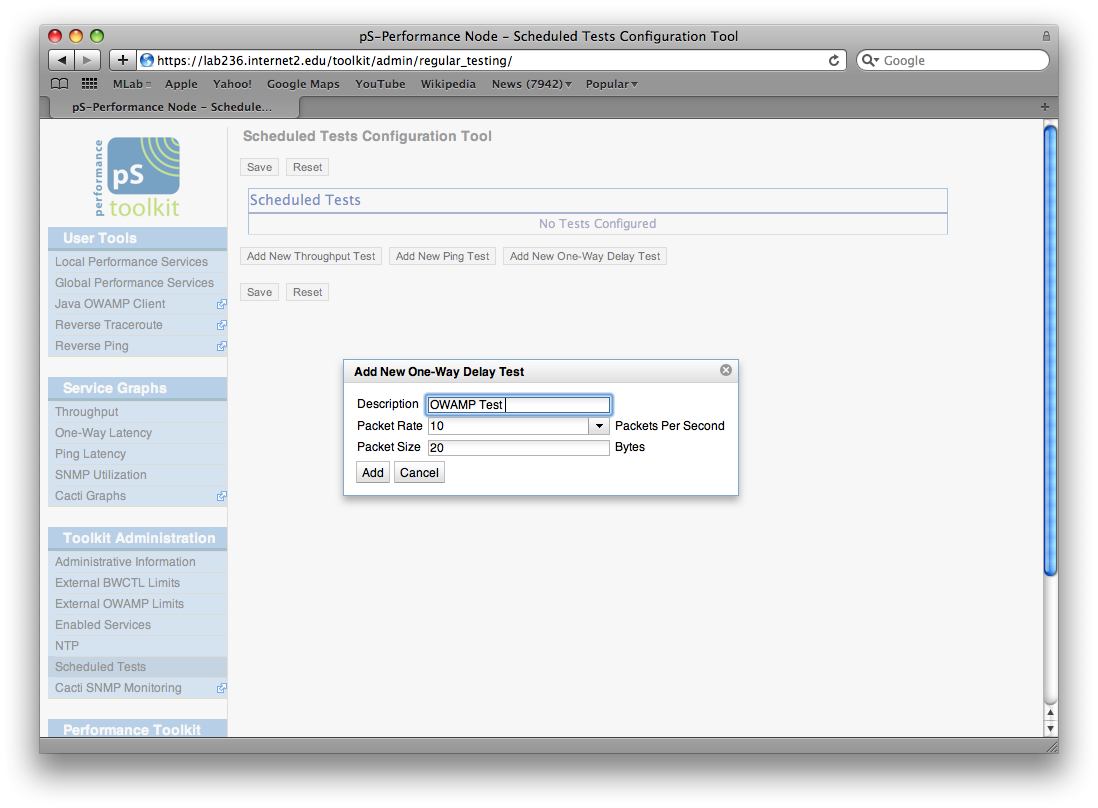 pS-Performance Node – Scheduled Tests Configuration Tool
https://lab236.internet2.edu/toolkit/admin/regular_testing/
Google
MLab Apple Yahoo! Google Maps YouTube Wikipedia News (7942) Popular
pS-Performance Node – Schedule...
performance
pS
toolkit
User Tools
Local Performance Services
Global Performance Services
Java OWAMP Client
Reverse Traceroute
Reverse Ping
Service Graphs
Throughput
One-Way Latency
Ping Latency
SNMP Utilization
Cacti Graphs
Toolkit Administration
Administrative Information
External BWCTL Limits
External OWAMP Limits
Enabled Services
NTP
Scheduled Tests
Cacti SNMP Monitoring
Performance Toolkit
Scheduled Tests Configuration Tool
Save Reset
Scheduled Tests
No Tests Configured
Add New Throughput Test Add New Ping Test Add New One-Way Delay Test
Save Reset
Add New One-Way Delay Test
Description OWAMP Test
Packet Rate 10 Packets Per Second
Packet Size 20 Bytes
Add Cancel